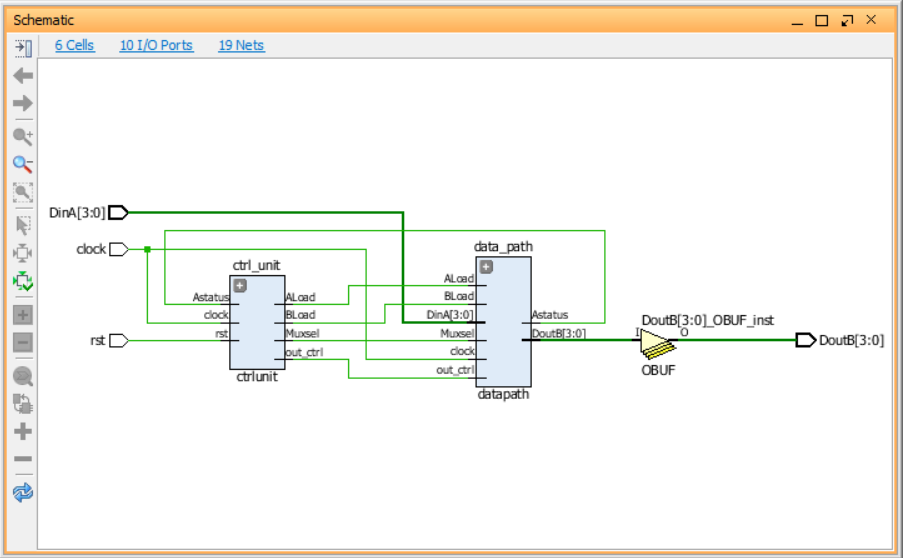 Schematic
6 Cells 10 I/O Ports 19 Nets
DinA[3:0]
clock
rst
ctrl_unit
Astatus
clock
rst
ALoad
BLoad
Muxsel
out_ctrl
ctrlunit
data_path
ALoad
BLoad
DinA[3:0]
Muxsel
clock
out_ctrl
Astatus
DoutB[3:0]
datapath
DoutB[3:0]_OBUF_inst
I O
OBUF
DoutB[3:0]